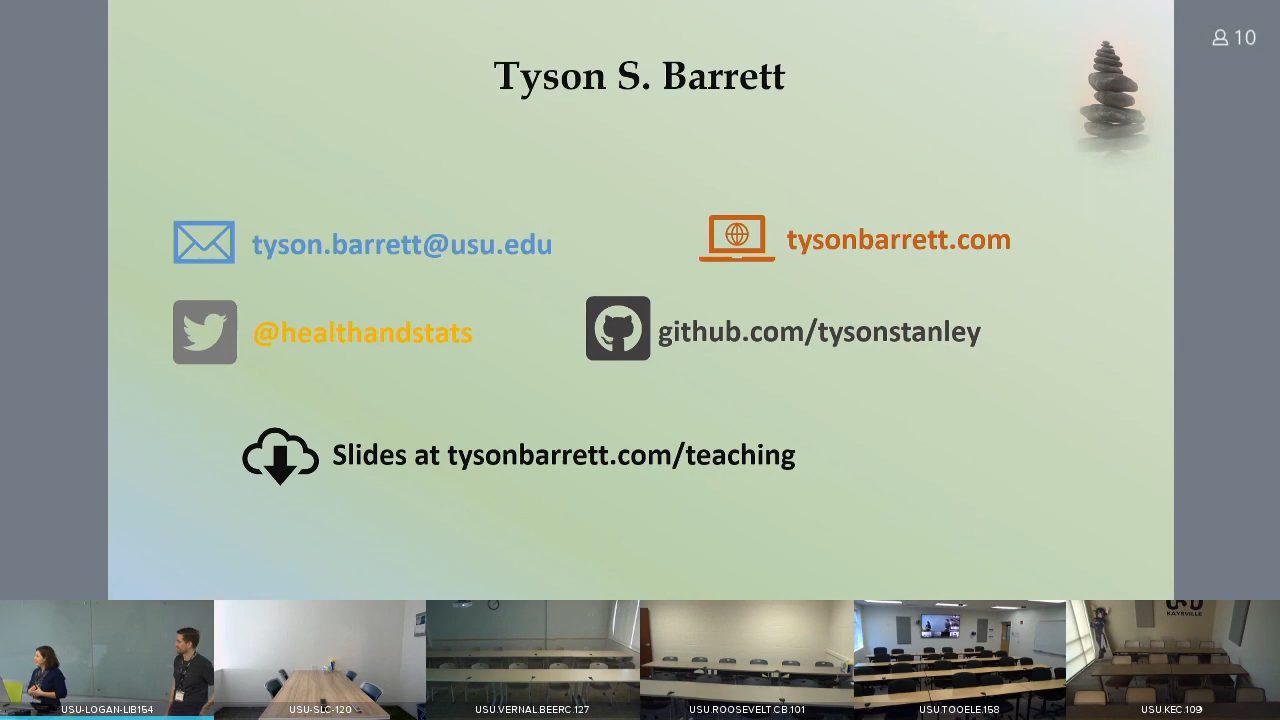 10
Tyson S. Barrett
tyson.barrett@usu.edu
tysonbarrett.com
@healthandstats
github.com/tysonstanley
Slides at tysonbarrett.com/teaching
USU KAYSVILLE
USU-LOGAN-LIB154
USU-SLC-120
USU.VERNAL.BEERC.127
USU.ROOSEVELT.CB.101
USU.TOOELE.158
USU.KEC.109